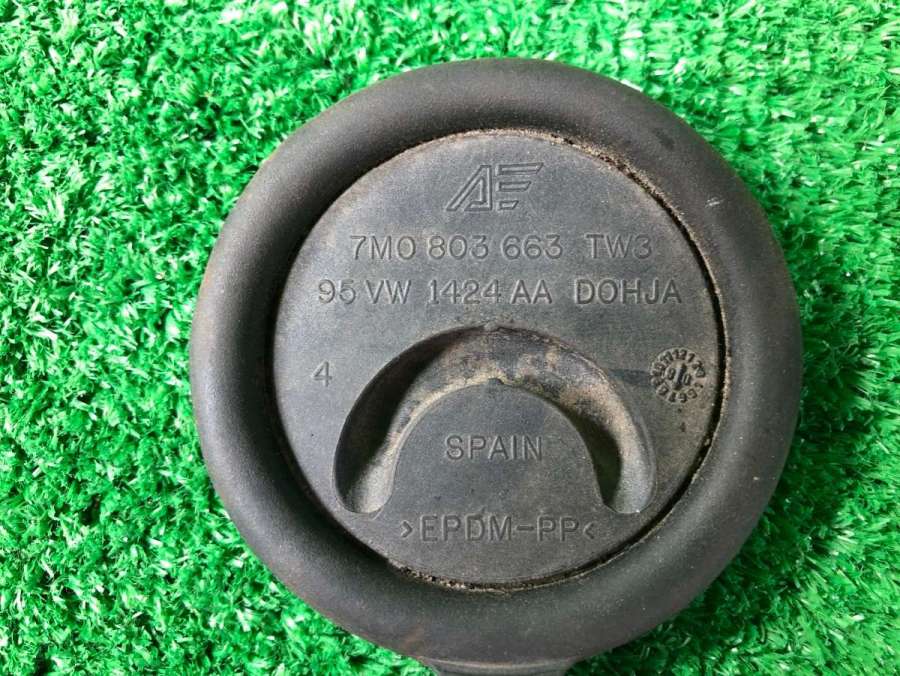 AE
7M0 803 663 TW3
95 VW 1424 AA DOHJA
4
SPAIN
>EPDM-PP<